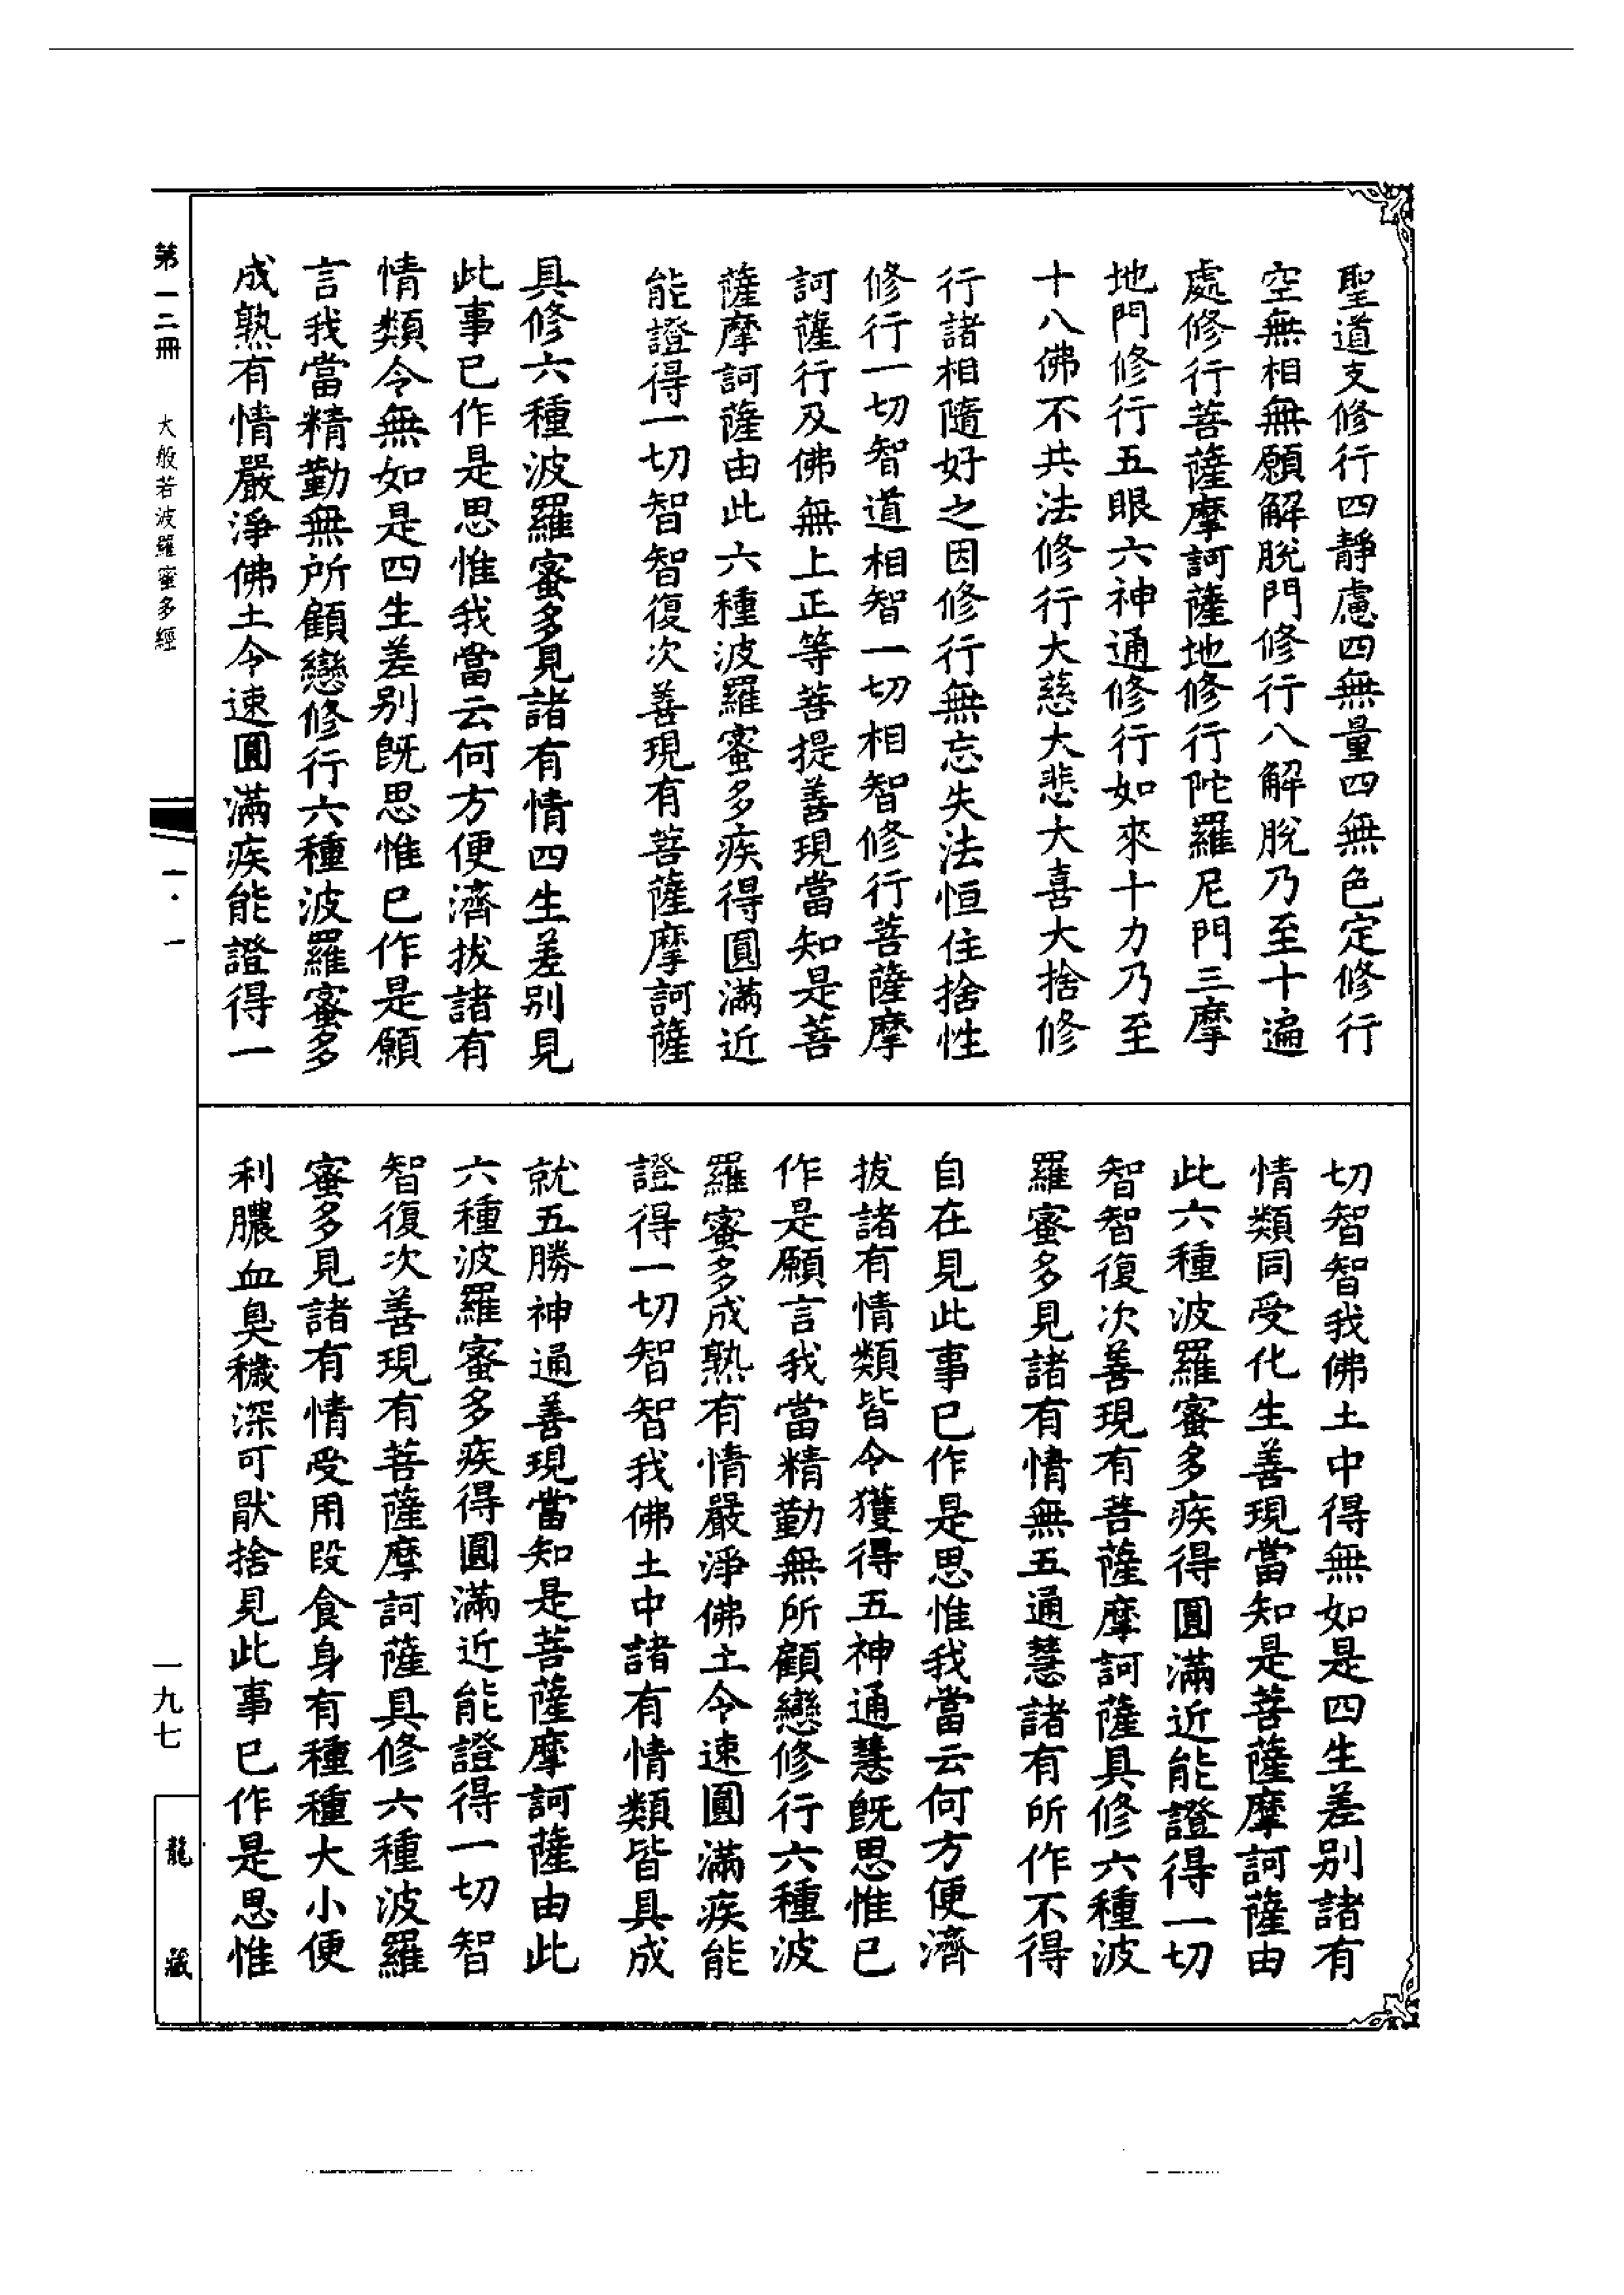 聖道支修行四靜慮四無量四無色定修行
空無相無願解脫門修行八解脫乃至十遍
處修行菩薩摩訶薩地修行陀羅尼門三摩
地門修行五眼六神通修行如來十力乃至
十八佛不共法修行大慈大悲大喜大捨修
行諸相隨好之因修行無忘失法恒住捨性
修行一切智道相智一切相智修行菩薩摩
訶薩行及佛無上正等菩提善現當知是菩
薩摩訶薩由此六種波羅蜜多疾得圓滿近
能證得一切智智復次善現有菩薩摩訶薩
具修六種波羅蜜多見諸有情四生差別見
此事已作是思惟我當云何方便濟拔諸有
情類令無如是四生差別既思惟已作是願
言我當精勤無所顧戀修行六種波羅蜜多
成熟有情嚴淨佛土令速圓滿疾能證得一
切智智我佛土中得無如是四生差別諸有
情類同受化生善現當知是菩薩摩訶薩由
此六種波羅蜜多疾得圓滿近能證得一切
智智復次善現有菩薩摩訶薩具修六種波
羅蜜多見諸有情無五通慧諸有所作不得
自在見此事已作是思惟我當云何方便濟
拔諸有情類皆令獲得五神通慧既思惟已
作是願言我當精勤無所顧戀修行六種波
羅蜜多成熟有情嚴淨佛土令速圓滿疾能
證得一切智智我佛土中諸有情類皆具成
就五勝神通善現當知是菩薩摩訶薩由此
六種波羅蜜多疾得圓滿近能證得一切智
智復次善現有菩薩摩訶薩具修六種波羅
蜜多見諸有情受用段食身有種種大小便
利膿血臭穢深可厭捨見此事已作是思惟
第一二冊 大般若波羅蜜多經 一·一 一九七
龍藏